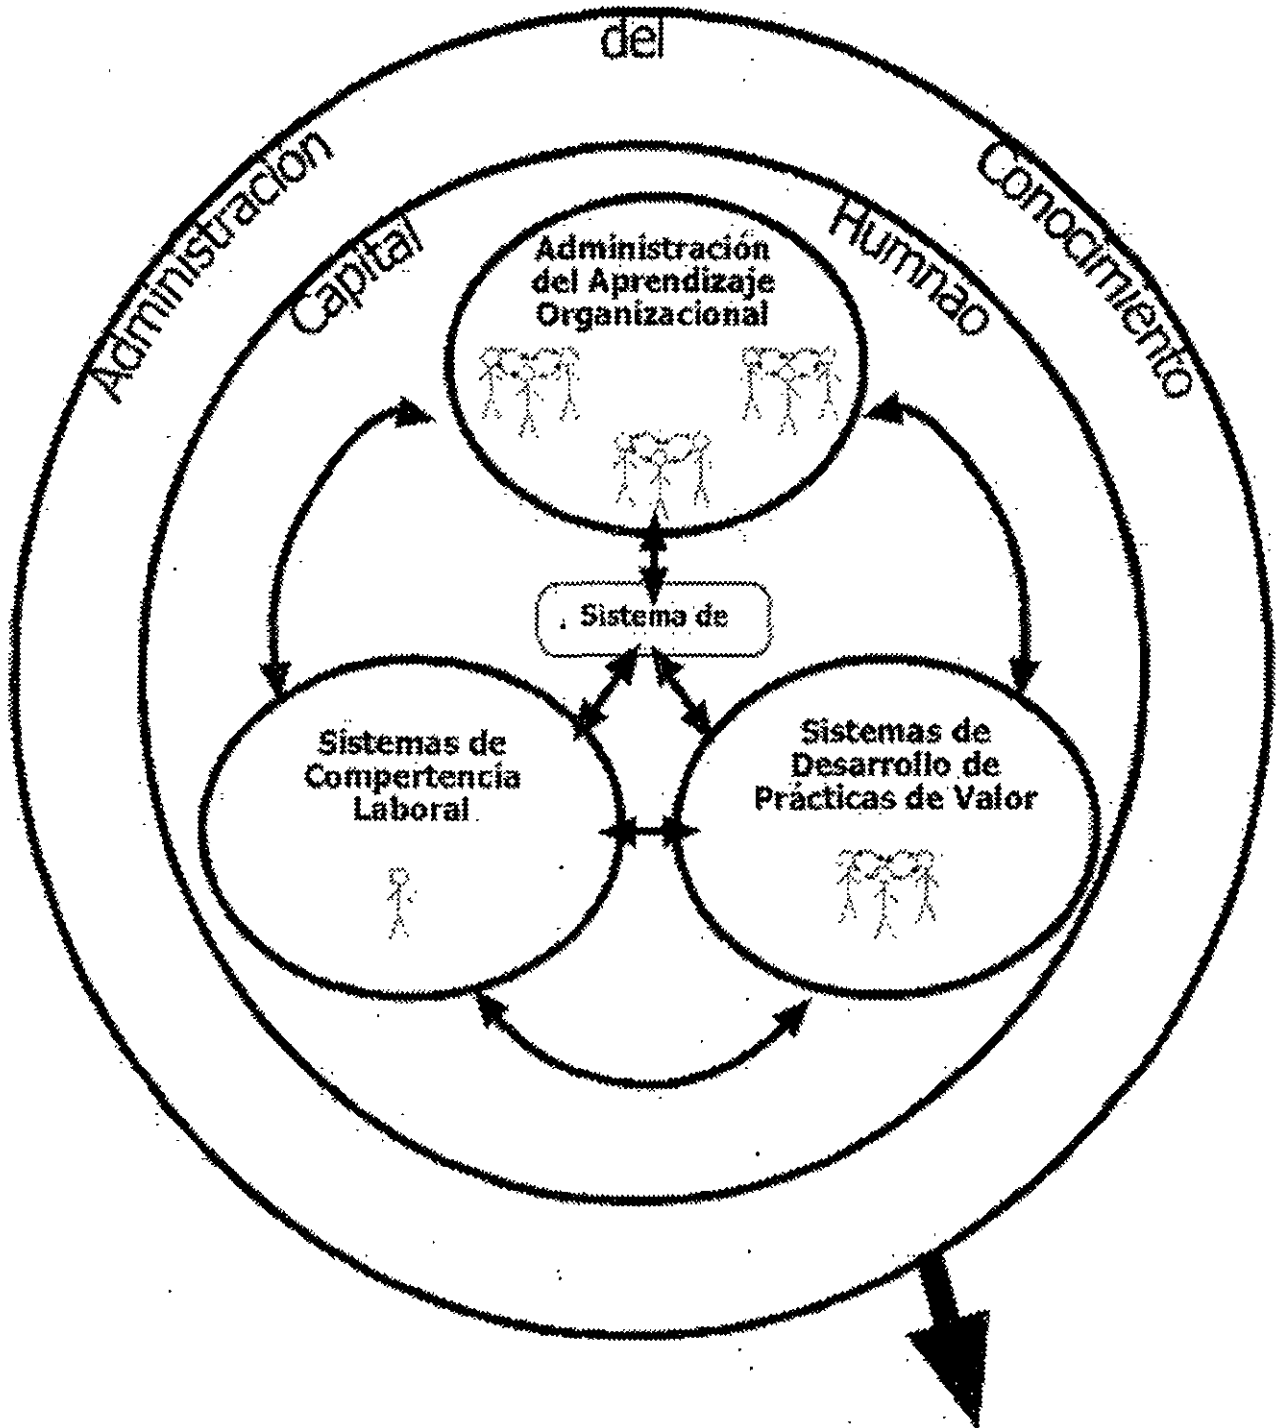 Administracion
del
Conocimiento
Capital
Humnao
Administración
del Aprendizaje
Organizacional
Sistema de
Sistemas de
Compertencia
Laboral
Sistemas de
Desarrollo de
Prácticas de Valor